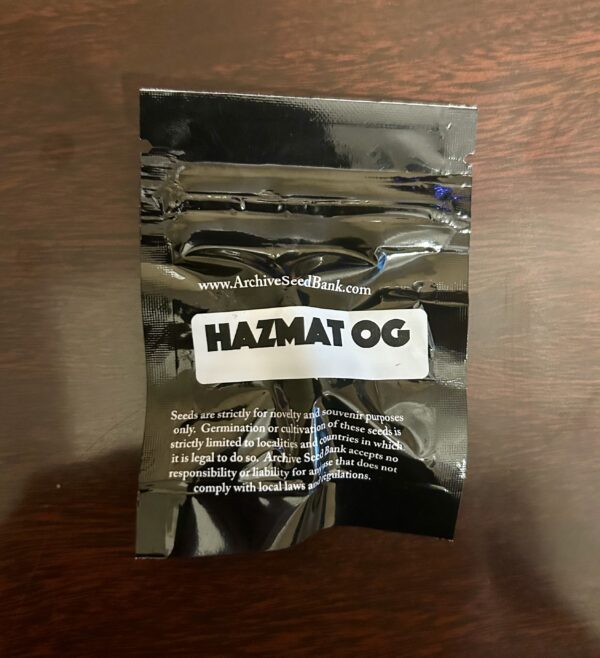 www.ArchiveSeedBank.com
HAZMAT OG
Seeds are strictly for novelty and souvenir purposes
only. Germination or cultivation of these seeds is
strictly limited to localities and countries in which
it is legal to do so. Archive Seed Bank accepts no
responsibility or liability for any use that does not
comply with local laws and regulations.